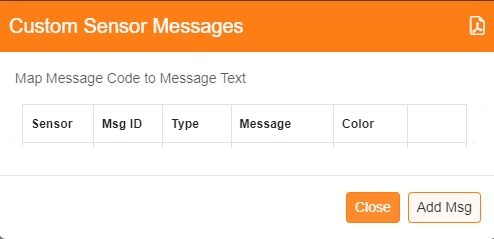 Custom Sensor Messages
Map Message Code to Message Text
Sensor Msg ID Type Message Color
Close Add Msg